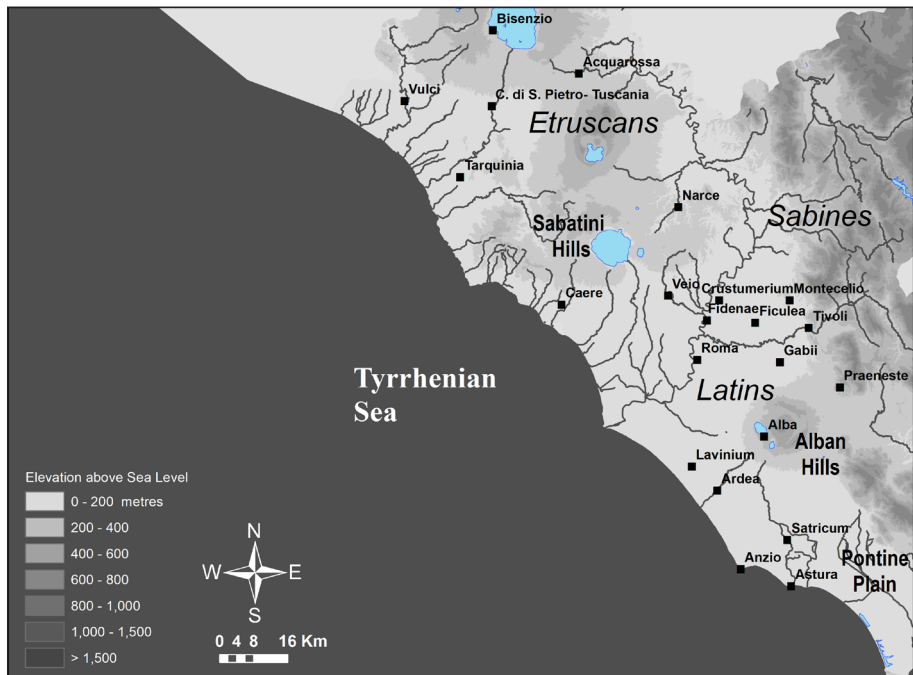 Bisenzio
Acquarossa
Vulci
C. di S. Pietro- Tuscania
Etruscans
Tarquinia
Narce
Sabines
Sabatini
Hills
Veio
Crustumerium
Montecelio
Caere
Fidenae
Ficulea
Tivoli
Roma
Gabii
Tyrrhenian
Sea
Praeneste
Latins
Alba
Alban
Hills
Lavinium
Ardea
Elevation above Sea Level
0 - 200 metres
200 - 400
400 - 600
600 - 800
800 - 1,000
1,000 - 1,500
> 1,500
N
W
E
S
0 4 8 16 Km
Satricum
Anzio
Pontine
Plain
Astura